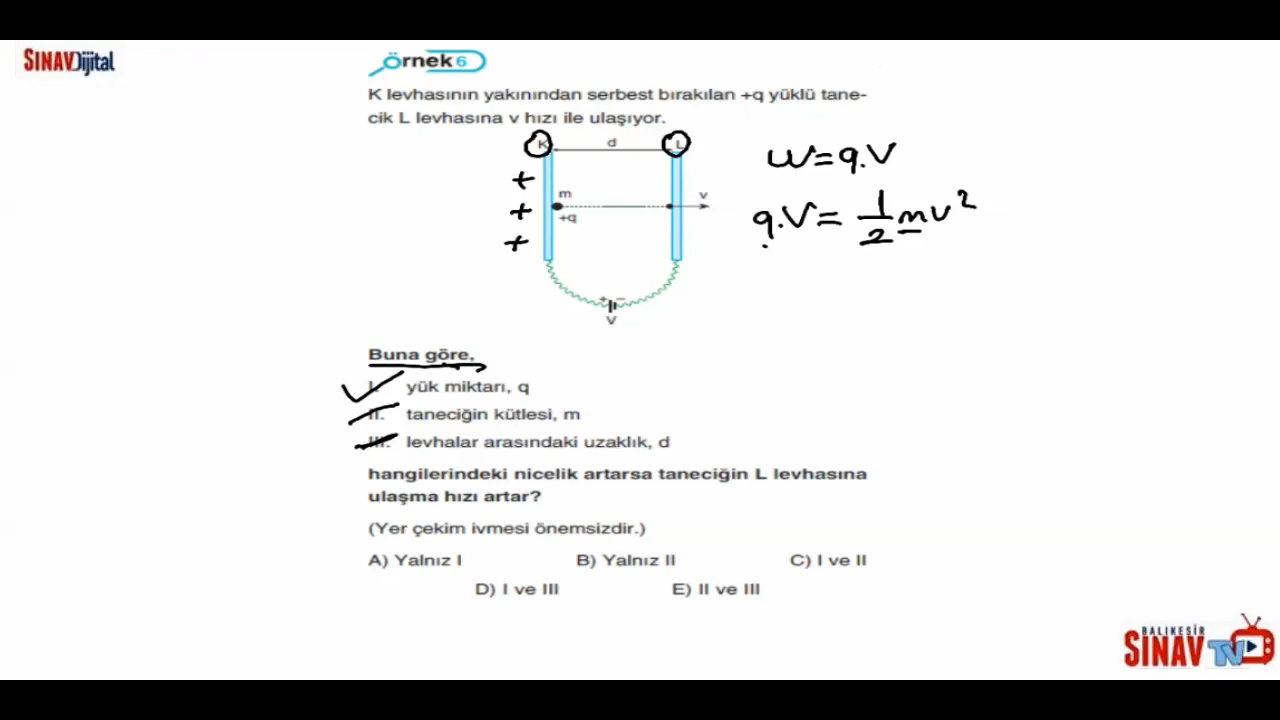 SINAV Dijital
Örnek 6
K levhasının yakınından serbest bırakılan +q yüklü tane-
cik L levhasına v hızı ile ulaşıyor.
K d L
+
m v
+
+q
+
+ −
V
W=q.V
q.V= 1/2 mv²
Buna göre,
I. yük miktarı, q
II. taneciğin kütlesi, m
III. levhalar arasındaki uzaklık, d
hangilerindeki nicelik artarsa taneciğin L levhasına
ulaşma hızı artar?
(Yer çekim ivmesi önemsizdir.)
A) Yalnız I B) Yalnız II C) I ve II
D) I ve III E) II ve III
BALIKESİR
SINAV TV